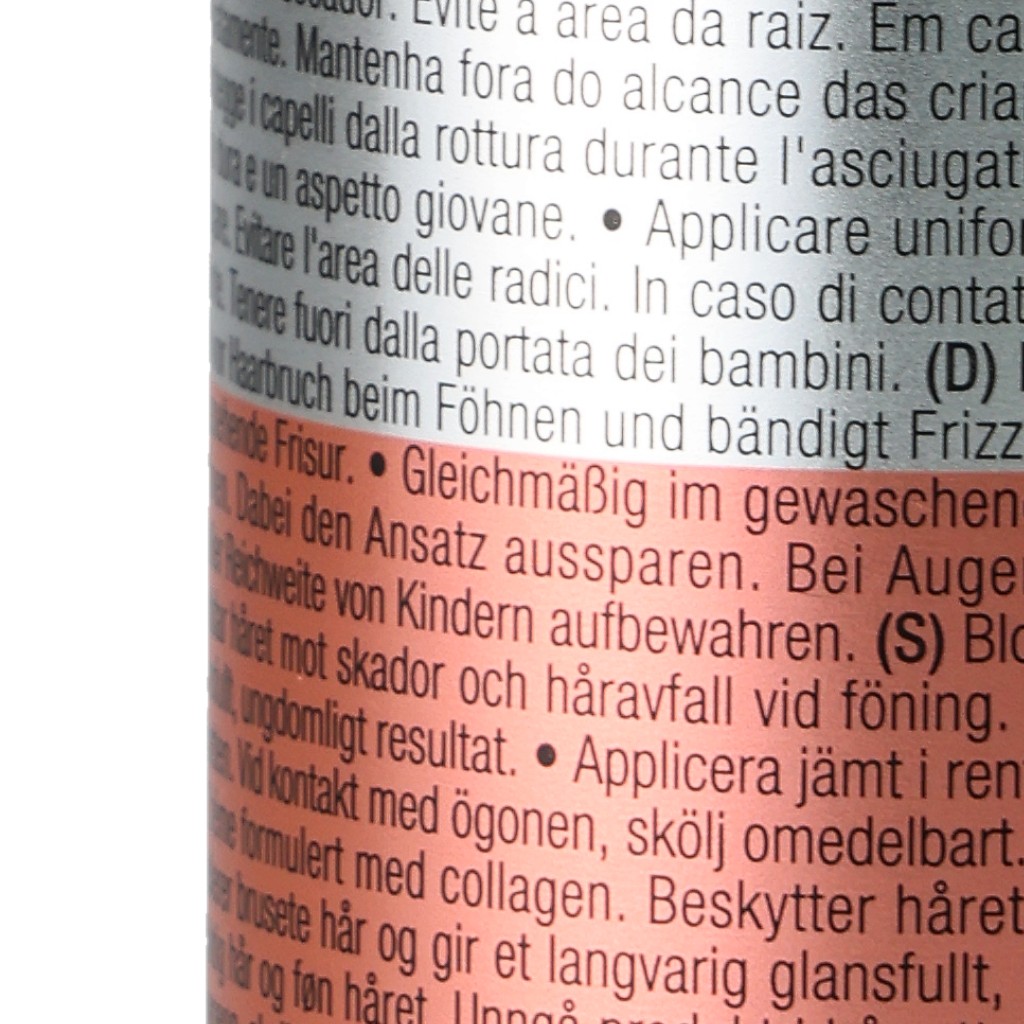 Evite a área da raiz. Em ca
Mantenha fora do alcance das cria
i capelli dalla rottura durante l'asciugat
e un aspetto giovane. • Applicare unifo
Evitare l'area delle radici. In caso di contat
Tenere fuori dalla portata dei bambini. (D)
Haarbruch beim Föhnen und bändigt Frizz
Frisur. • Gleichmäßig im gewaschen
Dabei den Ansatz aussparen. Bei Auge
Reichweite von Kindern aufbewahren. (S) Blo
håret mot skador och håravfall vid föning.
ungdomligt resultat. • Applicera jämt i ren
Vid kontakt med ögonen, skölj omedelbart.
formulert med collagen. Beskytter håret
brusete hår og gir et langvarig glansfullt,
hår og føn håret. Unngå